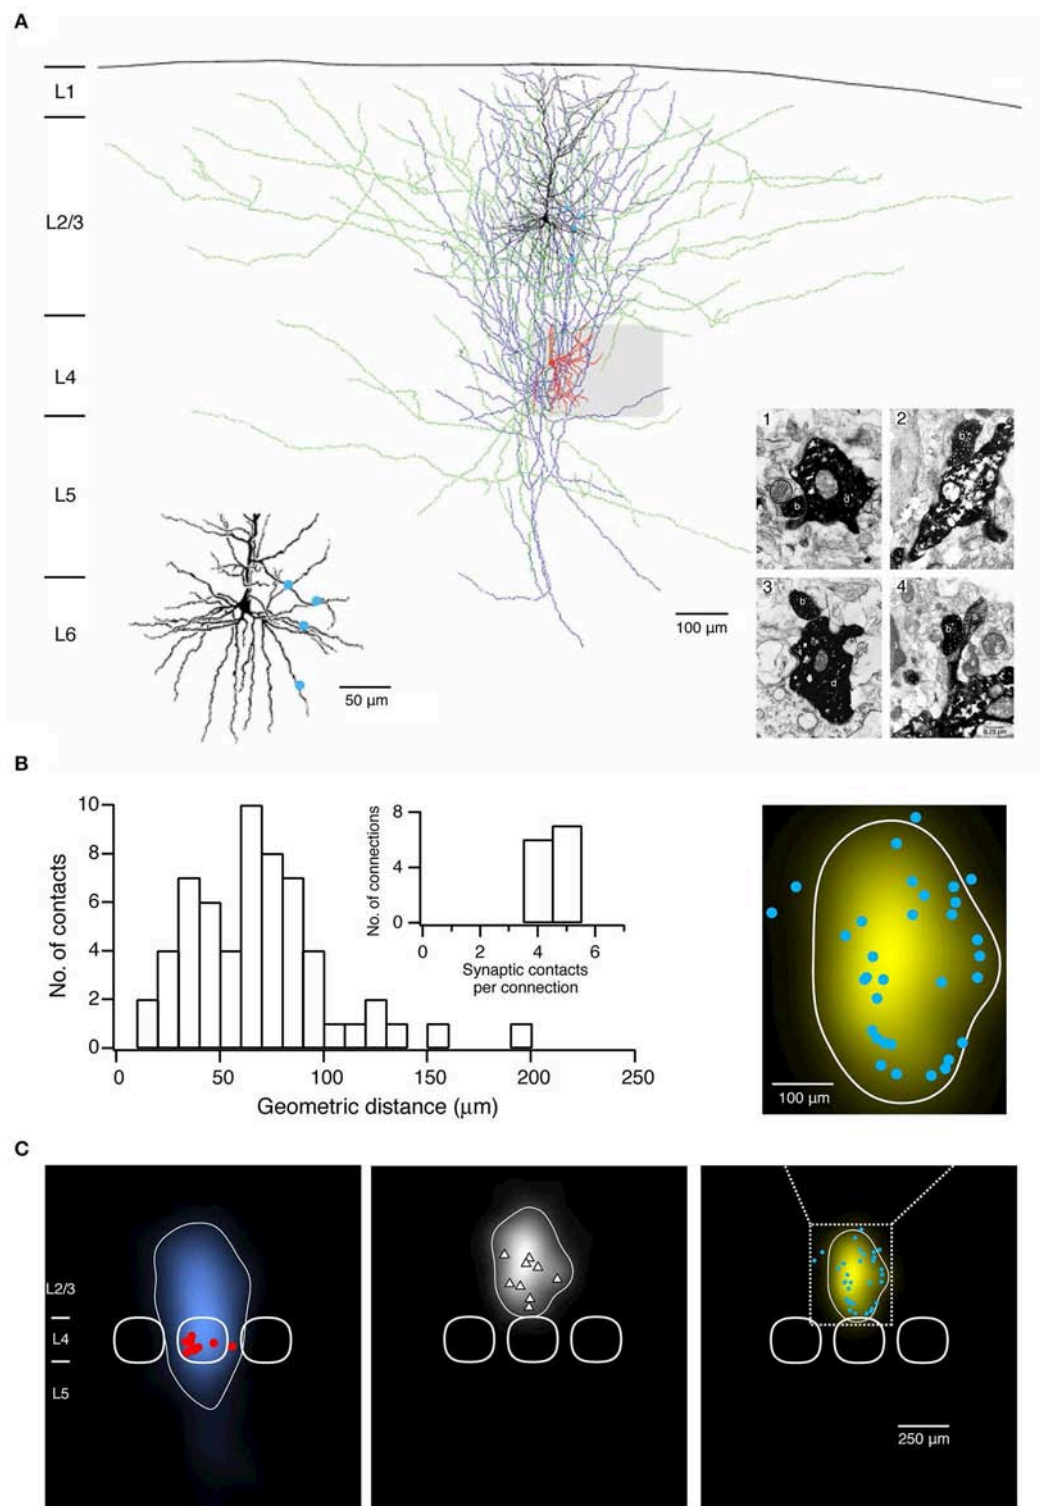 A
L1
L2/3
L4
L5
L6
100 µm
50 µm
1
b
d
2
b
d
3
b
d
4
b
B
No. of contacts
10
8
6
4
2
0
0
50
100
150
200
250
Geometric distance (µm)
No. of connections
8
4
0
0
2
4
6
Synaptic contacts
per connection
100 µm
C
L2/3
L4
L5
250 µm